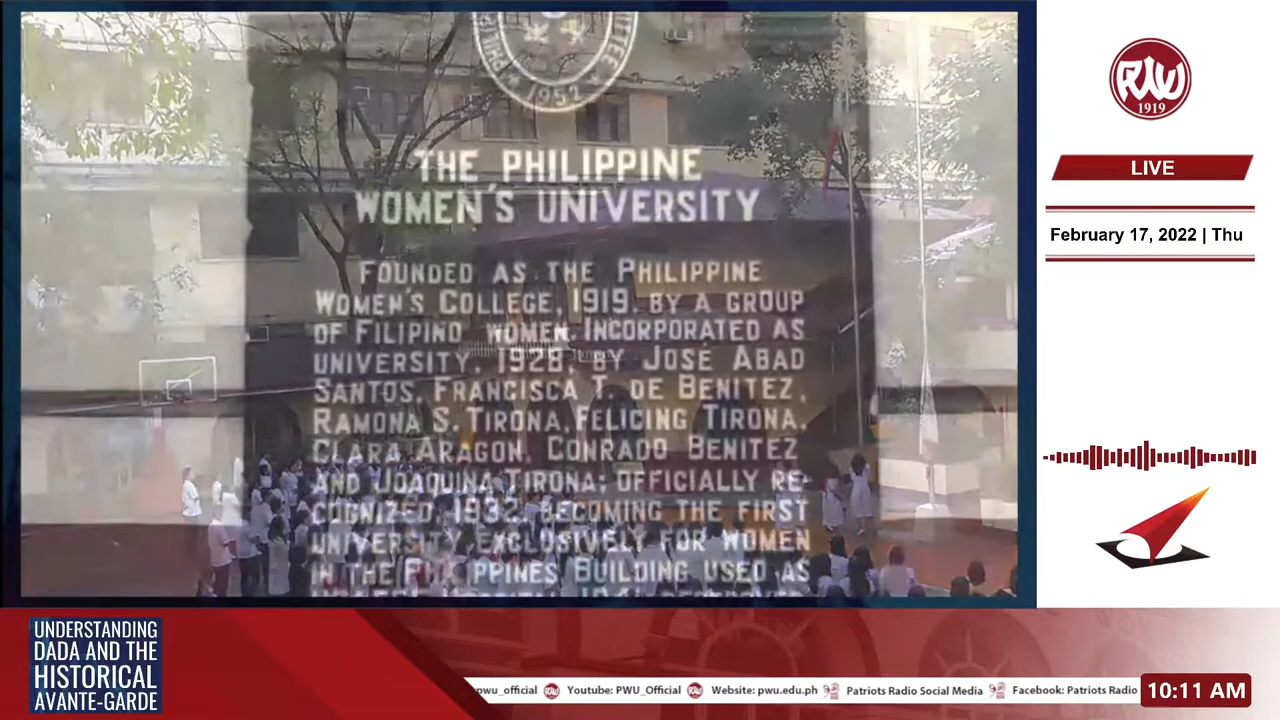 1952
THE PHILIPPINE
WOMEN'S UNIVERSITY
FOUNDED AS THE PHILIPPINE
WOMEN'S COLLEGE, 1919, BY A GROUP
OF FILIPINO WOMEN. INCORPORATED AS
UNIVERSITY, 1928, BY JOSÉ ABAD
SANTOS, FRANCISCA T. DE BENITEZ,
RAMONA S. TIRONA, FELICING TIRONA,
CLARA ARAGON, CONRADO BENITEZ
AND JOAQUINA TIRONA; OFFICIALLY RE-
COGNIZED, 1932, BECOMING THE FIRST
UNIVERSITY EXCLUSIVELY FOR WOMEN
IN THE PHILIPPINES. BUILDING USED AS
PWU
1919
LIVE
February 17, 2022 | Thu
UNDERSTANDING
DADA AND THE
HISTORICAL
AVANTE-GARDE
pwu_official Youtube: PWU_Official Website: pwu.edu.ph Patriots Radio Social Media Facebook: Patriots Radio
10:11 AM